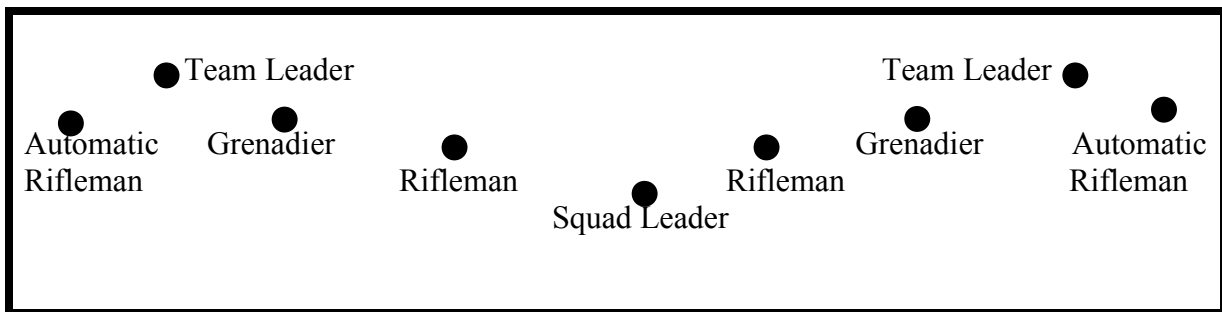 Team Leader
Team Leader
Automatic
Rifleman
Grenadier
Rifleman
Squad Leader
Rifleman
Grenadier
Automatic
Rifleman